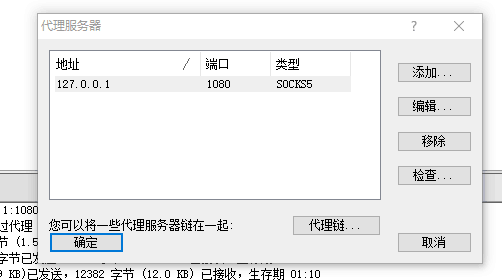 代理服务器
?
地址 / 端口 类型
127.0.0.1 1080 SOCKS5
添加...
编辑...
移除
检查...
1:1080
过代理
您可以将一些代理服务器链在一起:
代理链...
节 (1.5
确定
取消
字节已发
9 KB)已发送，12382 字节 (12.0 KB) 已接收，生存期 01:10